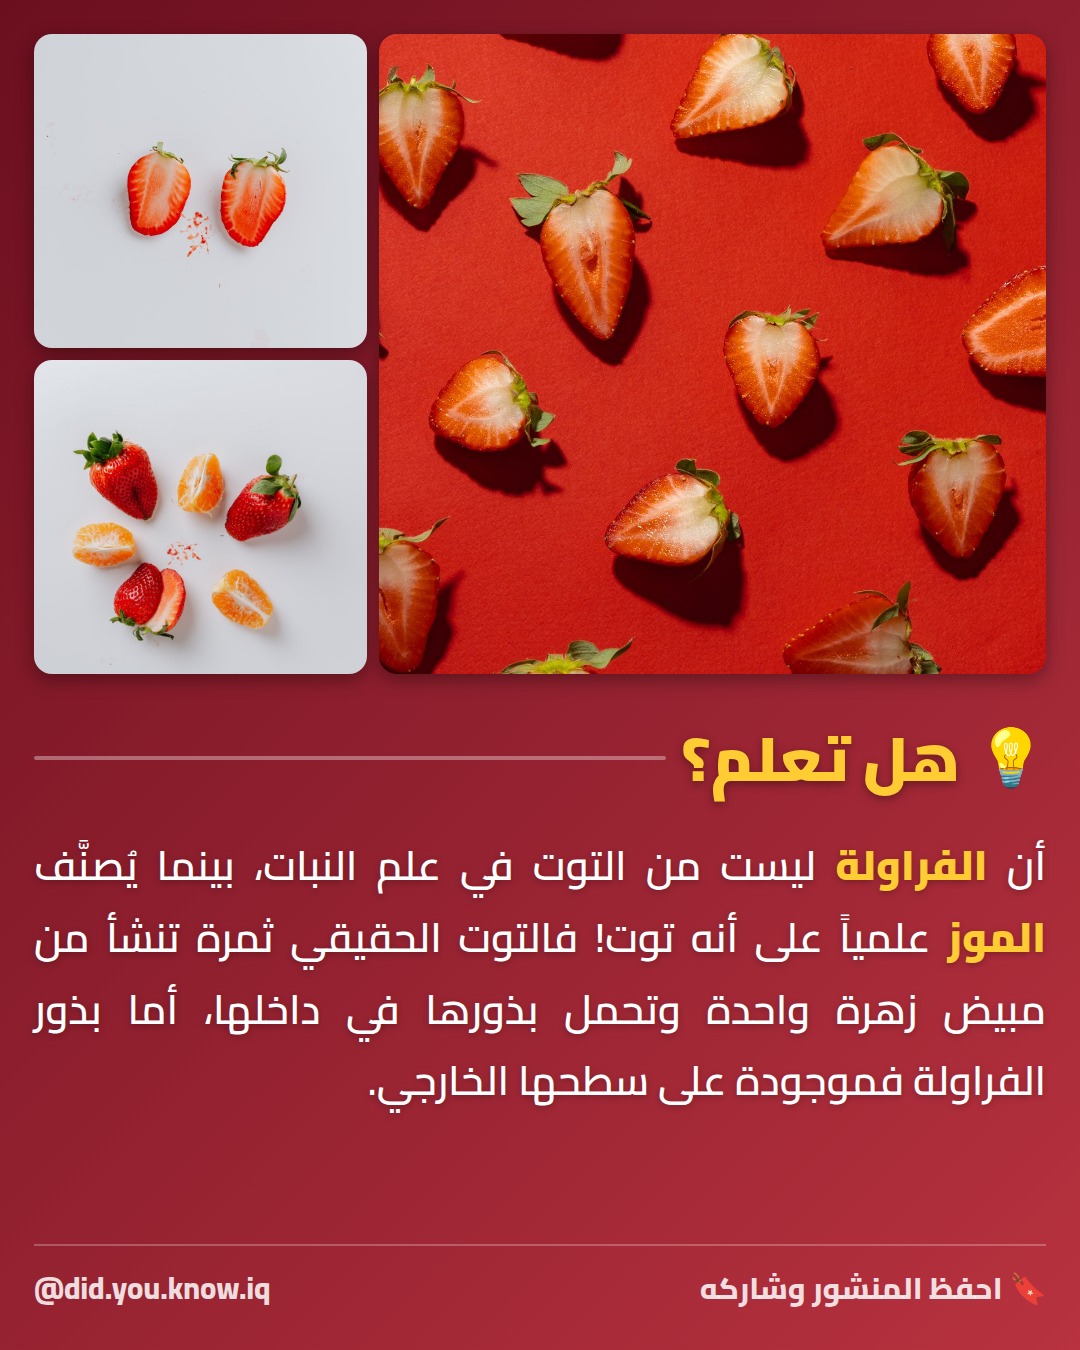 💡 هل تعلم؟
أن الفراولة ليست من التوت في علم النبات، بينما يُصنَّف
الموز علمياً على أنه توت! فالتوت الحقيقي ثمرة تنشأ من
مبيض زهرة واحدة وتحمل بذورها في داخلها، أما بذور
الفراولة فموجودة على سطحها الخارجي.
🔖 احفظ المنشور وشاركه
@did.you.know.iq